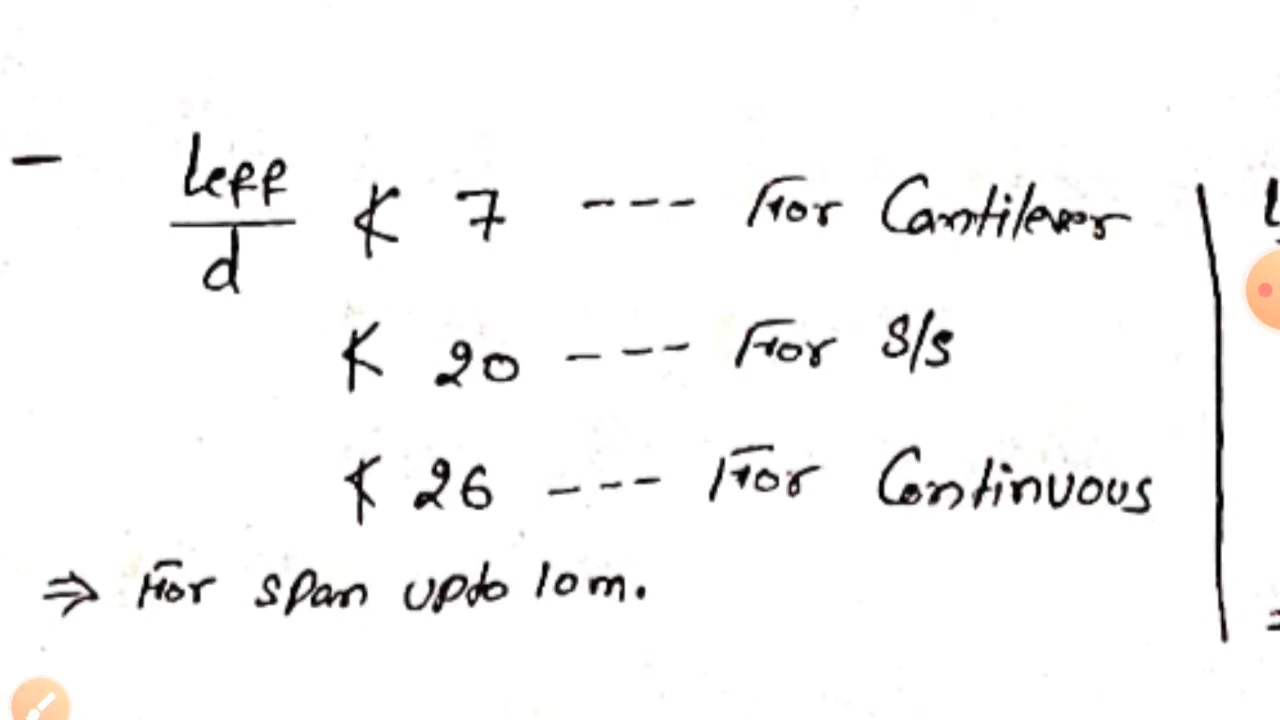 - leff/d ≮ 7 --- For Cantilever
≮ 20 --- For S/S
≮ 26 --- For Continuous
⇒ For span upto 10m.